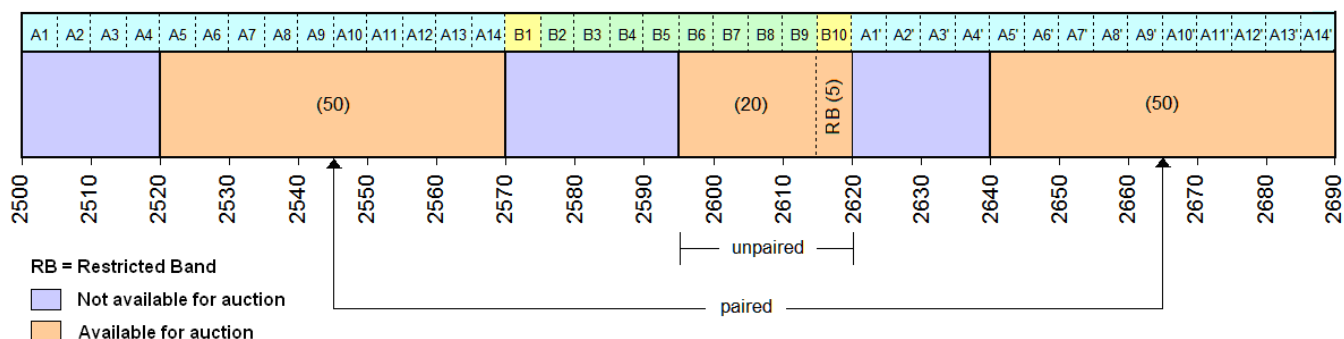 A1 A2 A3 A4 A5 A6 A7 A8 A9 A10 A11 A12 A13 A14 B1 B2 B3 B4 B5 B6 B7 B8 B9 B10 A1' A2' A3' A4' A5' A6' A7' A8' A9' A10' A11' A12' A13' A14'
(50) (20) RB (5) (50)
2500 2510 2520 2530 2540 2550 2560 2570 2580 2590 2600 2610 2620 2630 2640 2650 2660 2670 2680 2690
unpaired
RB = Restricted Band
Not available for auction
paired
Available for auction